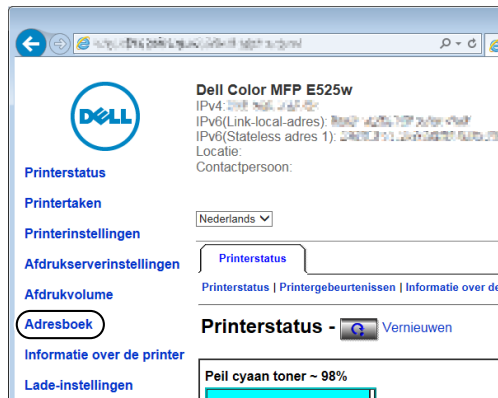 DELL
Dell Color MFP E525w
IPv4:
IPv6(Link-local-adres):
IPv6(Stateless adres 1):
Locatie:
Contactpersoon:
Printerstatus
Printertaken
Printerinstellingen
Afdrukserverinstellingen
Afdrukvolume
Adresboek
Informatie over de printer
Lade-instellingen
Nederlands
Printerstatus
Printerstatus | Printergebeurtenissen | Informatie over de
Printerstatus - Vernieuwen
Peil cyaan toner ~ 98%